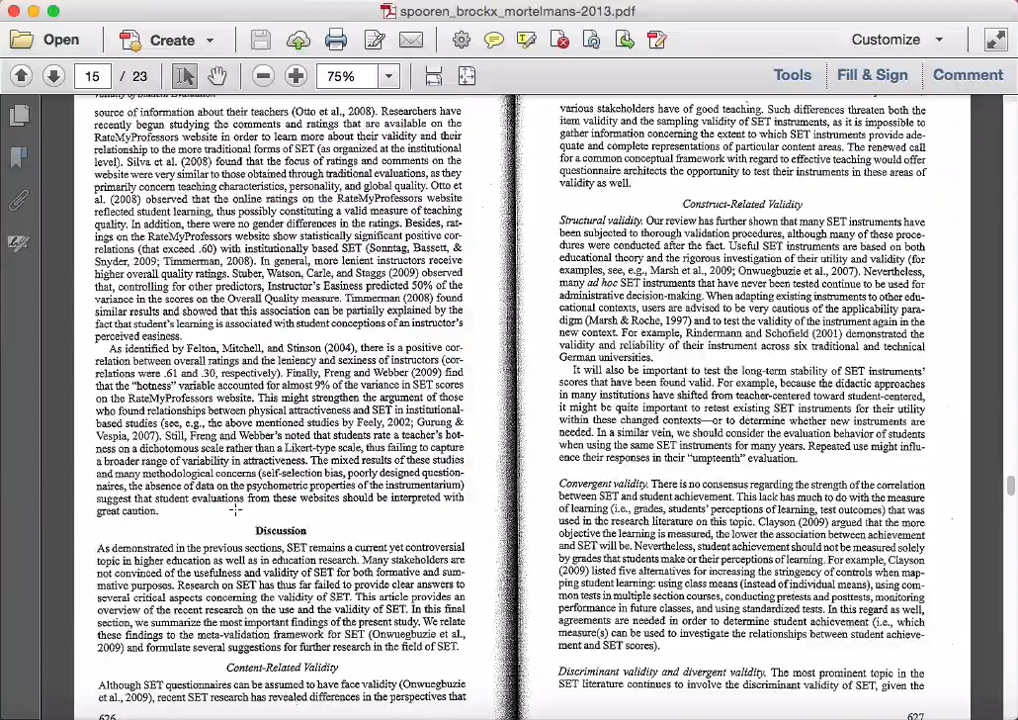 spooren_brockx_mortelmans-2013.pdf
Open
Create
Customize
15 / 23
75%
Tools
Fill & Sign
Comment
source of information about their teachers (Otto et al., 2008). Researchers have
recently begun studying the comments and ratings that are available on the
RateMyProfessors website in order to learn more about their validity and their
relationship to the more traditional forms of SET (as organized at the institutional
level). Silva et al. (2008) found that the focus of ratings and comments on the
website were very similar to those obtained through traditional evaluations, as they
primarily concern teaching characteristics, personality, and global quality. Otto et
al. (2008) observed that the online ratings on the RateMyProfessors website
reflected student learning, thus possibly constituting a valid measure of teaching
quality. In addition, there were no gender differences in the ratings. Besides, rat-
ings on the RateMyProfessors website show statistically significant positive cor-
relations (that exceed .60) with institutionally based SET (Sonntag, Bassett, &
Snyder, 2009; Timmerman, 2008). In general, more lenient instructors receive
higher overall quality ratings. Stuber, Watson, Carle, and Staggs (2009) observed
that, controlling for other predictors, Instructor's Easiness predicted 50% of the
variance in the scores on the Overall Quality measure. Timmerman (2008) found
similar results and showed that this association can be partially explained by the
fact that student's learning is associated with student conceptions of an instructor's
perceived easiness.
As identified by Felton, Mitchell, and Stinson (2004), there is a positive cor-
relation between overall ratings and the leniency and sexiness of instructors (cor-
relations were .61 and .30, respectively). Finally, Freng and Webber (2009) find
that the "hotness" variable accounted for almost 9% of the variance in SET scores
on the RateMyProfessors website. This might strengthen the argument of those
who found relationships between physical attractiveness and SET in institutional-
based studies (see, e.g., the above mentioned studies by Feely, 2002; Gurung &
Vespia, 2007). Still, Freng and Webber's noted that students rate a teacher's hot-
ness on a dichotomous scale rather than a Likert-type scale, thus failing to capture
a broader range of variability in attractiveness. The mixed results of these studies
and many methodological concerns (self-selection bias, poorly designed question-
naires, the absence of data on the psychometric properties of the instrumentarium)
suggest that student evaluations from these websites should be interpreted with
great caution.
Discussion
As demonstrated in the previous sections, SET remains a current yet controversial
topic in higher education as well as in education research. Many stakeholders are
not convinced of the usefulness and validity of SET for both formative and sum-
mative purposes. Research on SET has thus far failed to provide clear answers to
several critical aspects concerning the validity of SET. This article provides an
overview of the recent research on the use and the validity of SET. In this final
section, we summarize the most important findings of the present study. We relate
these findings to the meta-validation framework for SET (Onwuegbuzie et al.,
2009) and formulate several suggestions for further research in the field of SET.
Content-Related Validity
Although SET questionnaires can be assumed to have face validity (Onwuegbuzie
et al., 2009), recent SET research has revealed differences in the perspectives that
626
various stakeholders have of good teaching. Such differences threaten both the
item validity and the sampling validity of SET instruments, as it is impossible to
gather information concerning the extent to which SET instruments provide ade-
quate and complete representations of particular content areas. The renewed call
for a common conceptual framework with regard to effective teaching would offer
questionnaire architects the opportunity to test their instruments in these areas of
validity as well.
Construct-Related Validity
Structural validity. Our review has further shown that many SET instruments have
been subjected to thorough validation procedures, although many of these proce-
dures were conducted after the fact. Useful SET instruments are based on both
educational theory and the rigorous investigation of their utility and validity (for
examples, see, e.g., Marsh et al., 2009; Onwuegbuzie et al., 2007). Nevertheless,
many ad hoc SET instruments that have never been tested continue to be used for
administrative decision-making. When adapting existing instruments to other edu-
cational contexts, users are advised to be very cautious of the applicability para-
digm (Marsh & Roche, 1997) and to test the validity of the instrument again in the
new context. For example, Rindermann and Schofield (2001) demonstrated the
validity and reliability of their instrument across six traditional and technical
German universities.
It will also be important to test the long-term stability of SET instruments'
scores that have been found valid. For example, because the didactic approaches
in many institutions have shifted from teacher-centered toward student-centered,
it might be quite important to retest existing SET instruments for their utility
within these changed contexts—or to determine whether new instruments are
needed. In a similar vein, we should consider the evaluation behavior of students
when using the same SET instruments for many years. Repeated use might influ-
ence their responses in their "umpteenth" evaluation.
Convergent validity. There is no consensus regarding the strength of the correlation
between SET and student achievement. This lack has much to do with the measure
of learning (i.e., grades, students' perceptions of learning, test outcomes) that was
used in the research literature on this topic. Clayson (2009) argued that the more
objective the learning is measured, the lower the association between achievement
and SET will be. Nevertheless, student achievement should not be measured solely
by grades that students make or their perceptions of learning. For example, Clayson
(2009) listed five alternatives for increasing the stringency of controls when map-
ping student learning: using class means (instead of individual means), using com-
mon tests in multiple section courses, conducting pretests and posttests, monitoring
performance in future classes, and using standardized tests. In this regard as well,
agreements are needed in order to determine student achievement (i.e., which
measure(s) can be used to investigate the relationships between student achieve-
ment and SET scores).
Discriminant validity and divergent validity. The most prominent topic in the
SET literature continues to involve the discriminant validity of SET, given the
627